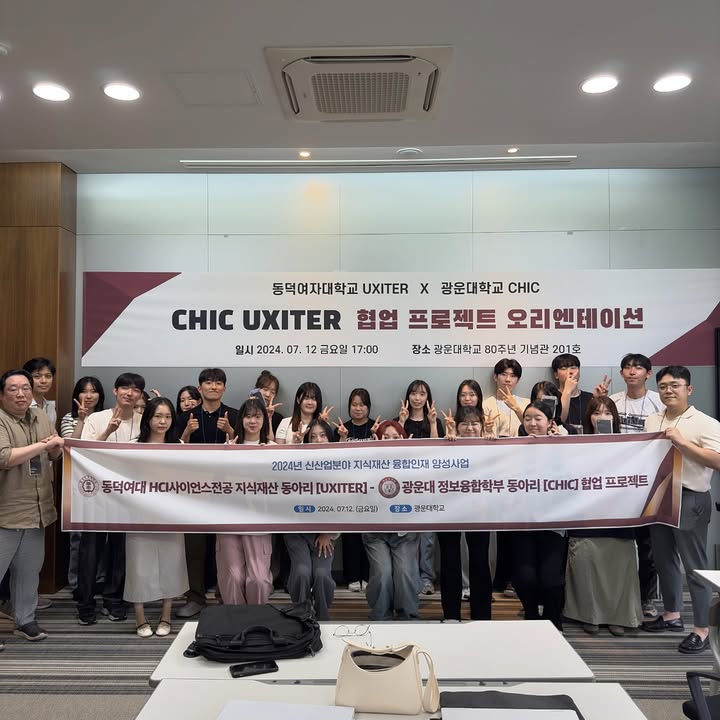 동덕여자대학교 UXITER X 광운대학교 CHIC
CHIC UXITER 협업 프로젝트 오리엔테이션
일시 2024. 07. 12 금요일 17:00 장소 광운대학교 80주년 기념관 201호
2024년 신산업분야 지식재산 융합인재 양성사업
동덕여대 HCI사이언스전공 지식재산 동아리 [UXITER] - 광운대 정보융합학부 동아리 [CHIC] 협업 프로젝트
일시 2024. 07.12. (금요일) 장소 광운대학교